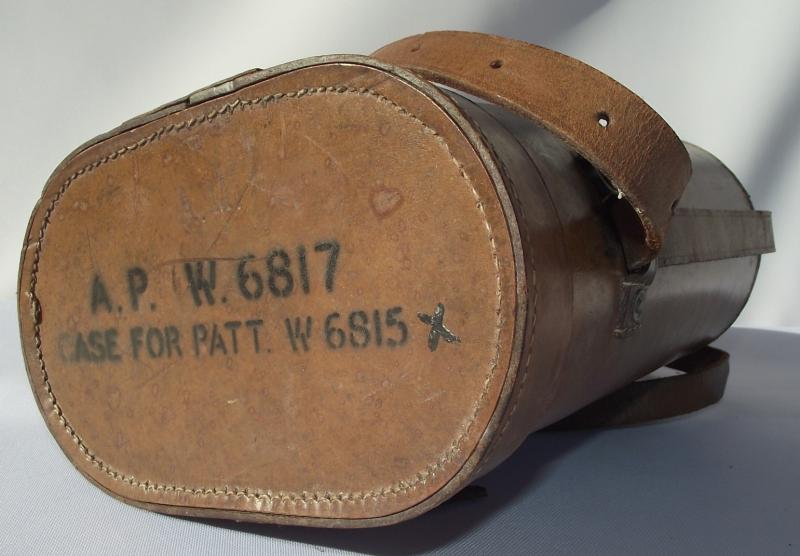 A.P. W.6817
CASE FOR PATT. W 6815 X